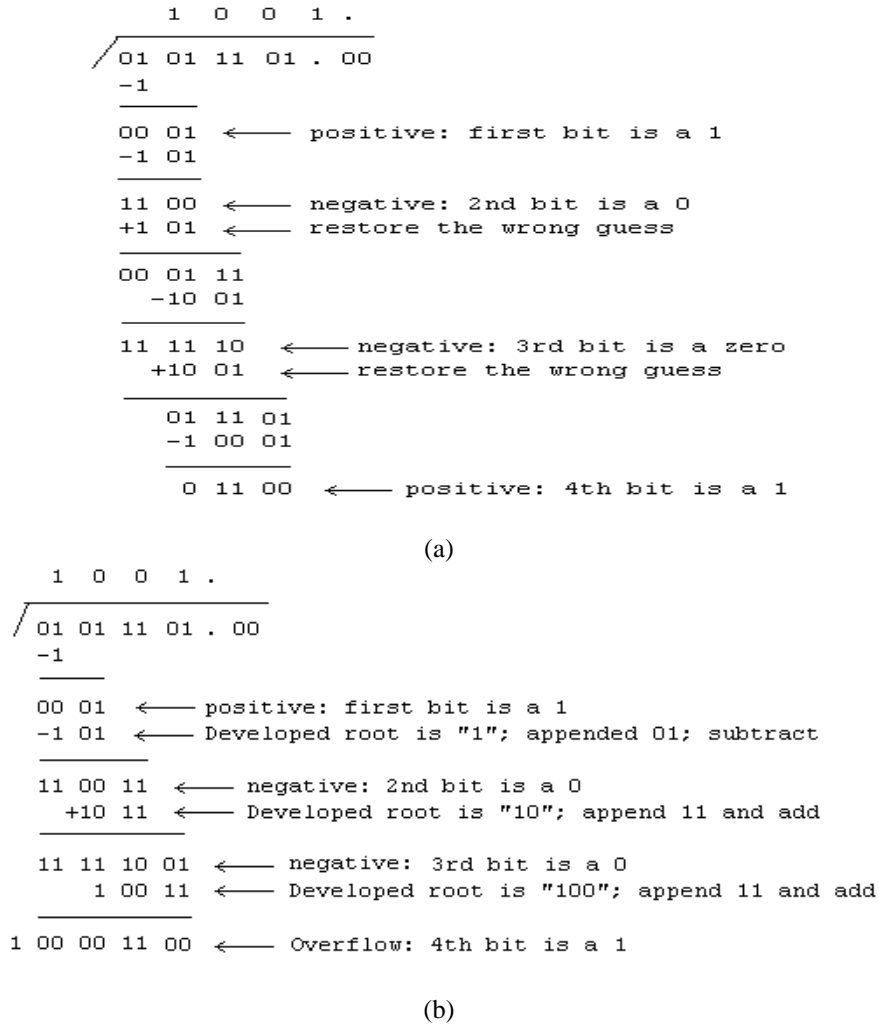 1 0 0 1 .
01 01 11 01 . 00
-1
00 01 ← positive: first bit is a 1
-1 01
11 00 ← negative: 2nd bit is a 0
+1 01 ← restore the wrong guess
00 01 11
-10 01
11 11 10 ← negative: 3rd bit is a zero
+10 01 ← restore the wrong guess
01 11 01
-1 00 01
0 11 00 ← positive: 4th bit is a 1
(a)
1 0 0 1 .
01 01 11 01 . 00
-1
00 01 ← positive: first bit is a 1
-1 01 ← Developed root is "1"; appended 01; subtract
11 00 11 ← negative: 2nd bit is a 0
+10 11 ← Developed root is "10"; append 11 and add
11 11 10 01 ← negative: 3rd bit is a 0
1 00 11 ← Developed root is "100"; append 11 and add
1 00 00 11 00 ← Overflow: 4th bit is a 1
(b)